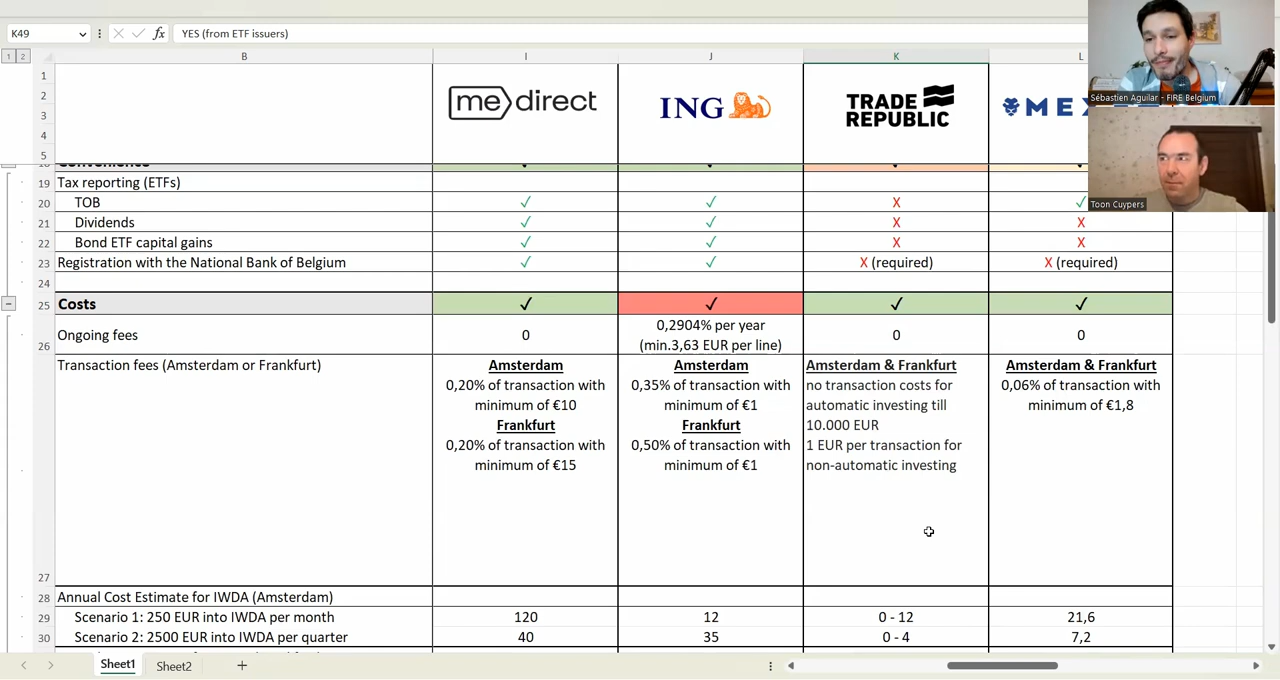 K49
fx
YES (from ETF issuers)
1 2
B I J K L
1
2
3
4
5
me direct
ING
TRADE REPUBLIC
MEX
Sébastien Aguilar - FIRE Belgium
Toon Cuypers
19 Tax reporting (ETFs)
20 TOB ✓ ✓ X ✓
21 Dividends ✓ ✓ X X
22 Bond ETF capital gains ✓ ✓ X X
23 Registration with the National Bank of Belgium ✓ ✓ X (required) X (required)
24
25 Costs ✓ ✓ ✓ ✓
26 Ongoing fees 0 0,2904% per year (min.3,63 EUR per line) 0 0
27 Transaction fees (Amsterdam or Frankfurt)
Amsterdam
0,20% of transaction with
minimum of €10
Frankfurt
0,20% of transaction with
minimum of €15
Amsterdam
0,35% of transaction with
minimum of €1
Frankfurt
0,50% of transaction with
minimum of €1
Amsterdam & Frankfurt
no transaction costs for
automatic investing till
10.000 EUR
1 EUR per transaction for
non-automatic investing
Amsterdam & Frankfurt
0,06% of transaction with
minimum of €1,8
28 Annual Cost Estimate for IWDA (Amsterdam)
29 Scenario 1: 250 EUR into IWDA per month 120 12 0 - 12 21,6
30 Scenario 2: 2500 EUR into IWDA per quarter 40 35 0 - 4 7,2
Sheet1 Sheet2 +